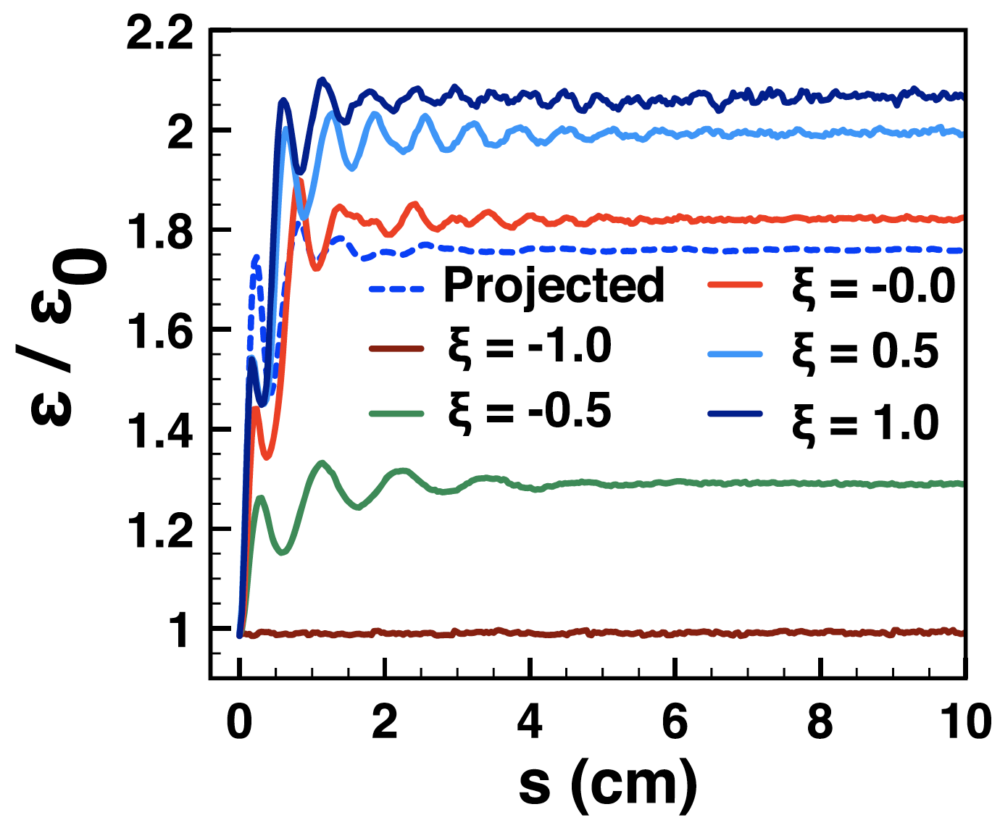 2.2
2
1.8
1.6
1.4
1.2
1
ε / ε0
Projected
ξ = -1.0
ξ = -0.5
ξ = -0.0
ξ = 0.5
ξ = 1.0
0 2 4 6 8 10
s (cm)